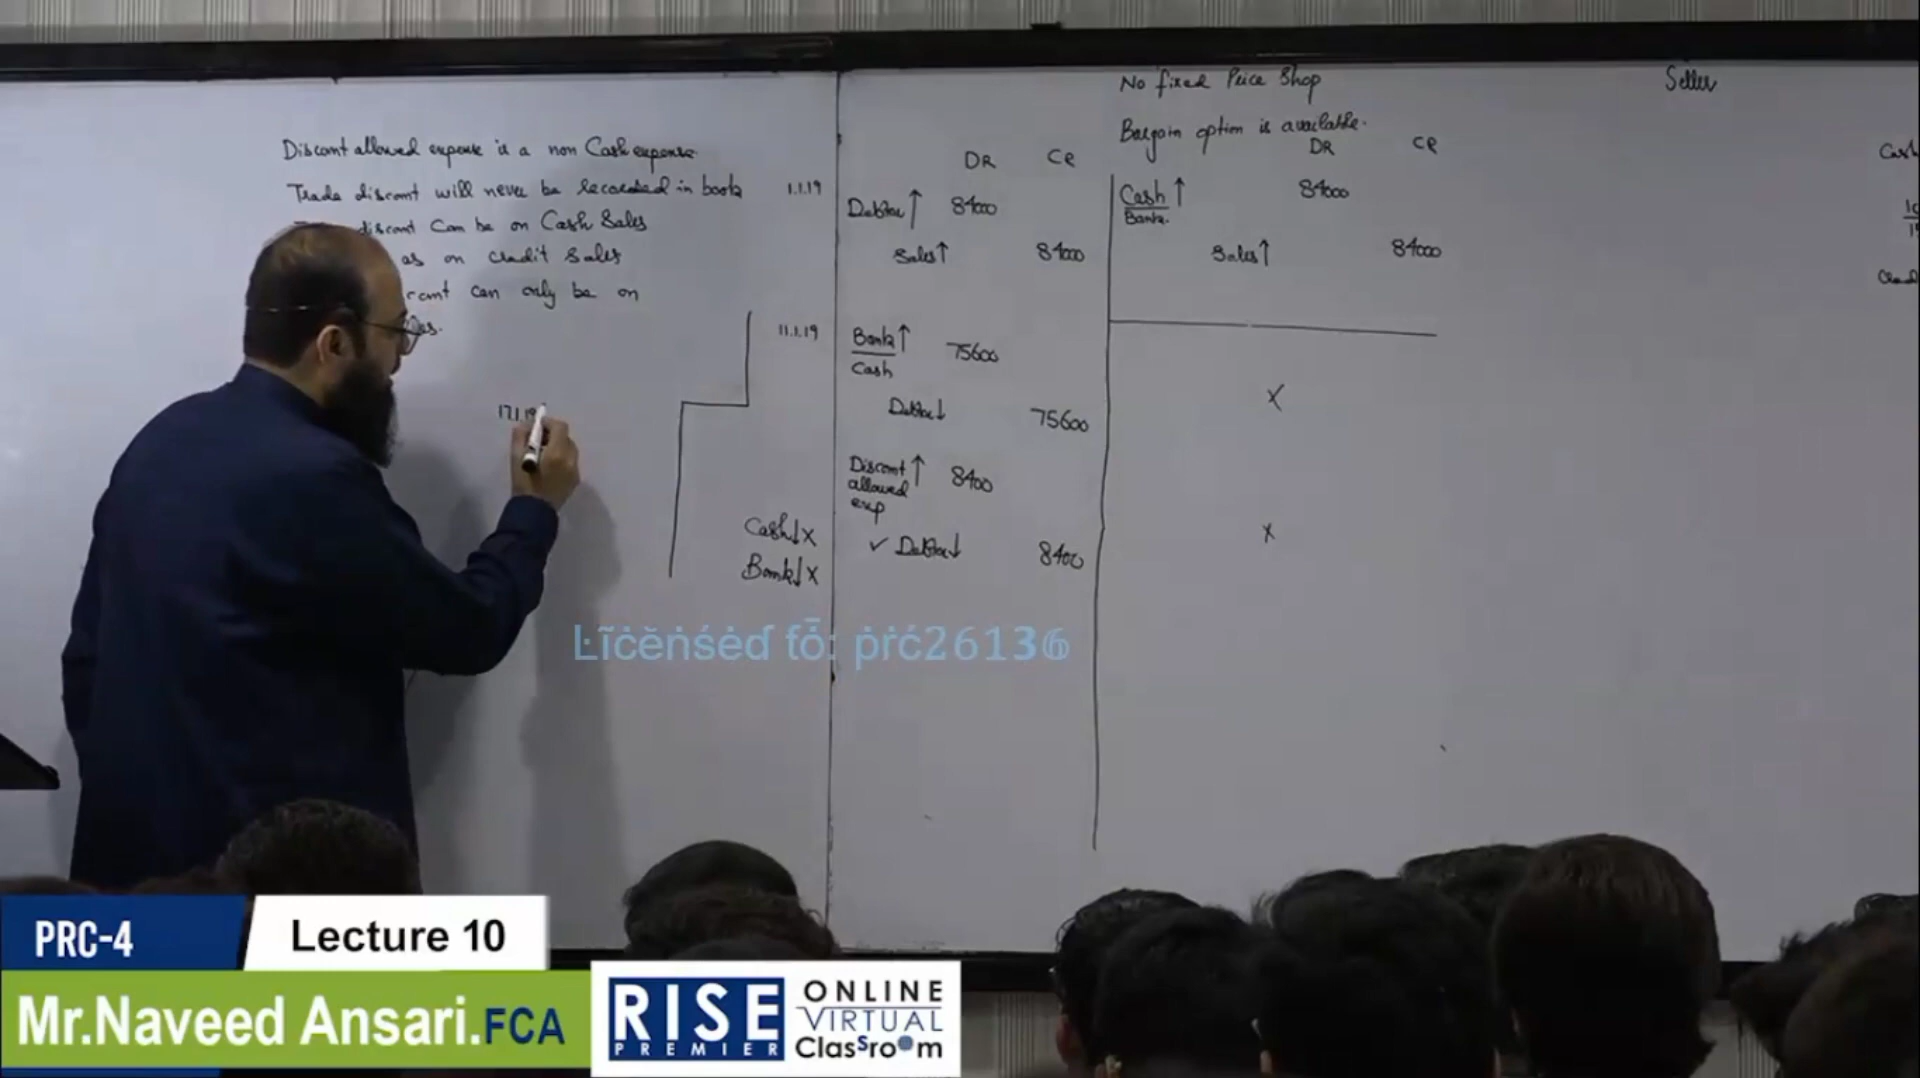 No fixed Price Shop
Bargain option is available.
Seller
Discount allowed expense is a non Cash expense
Trade discount will never be recorded in books
discount Can be on Cash Sales
as on credit Sales
can only be on
DR CR
1.1.19 Debtor ↑ 84000
Sales ↑ 84000
11.1.19 Bank ↑ 75600
Cash
Debtor ↓ 75600
Discount ↑ 8400
allowed
exp
✓ Debtor ↓ 8400
Cash ↓ X
Bank ↓ X
17.1.19
DR CR
Cash ↑ 84000
Bank.
Sales ↑ 84000
X
X
Cash
Licensed to: prc26136
PRC-4
Lecture 10
Mr.Naveed Ansari.FCA
RISE
PREMIER
ONLINE
VIRTUAL
ClasSroom